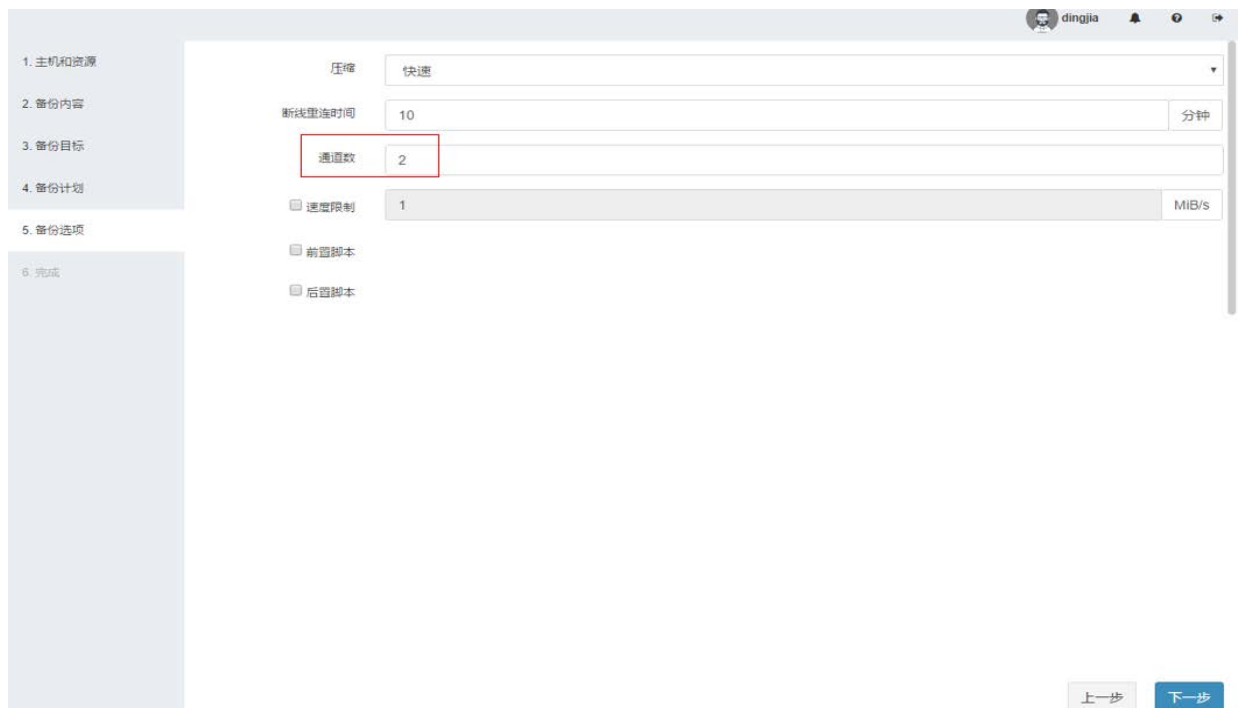 dingjia
1. 主机和资源
2. 备份内容
3. 备份目标
4. 备份计划
5. 备份选项
6. 完成
压缩 快速
断线重连时间 10 分钟
通道数 2
速度限制 1 MiB/s
前置脚本
后置脚本
上一步 下一步